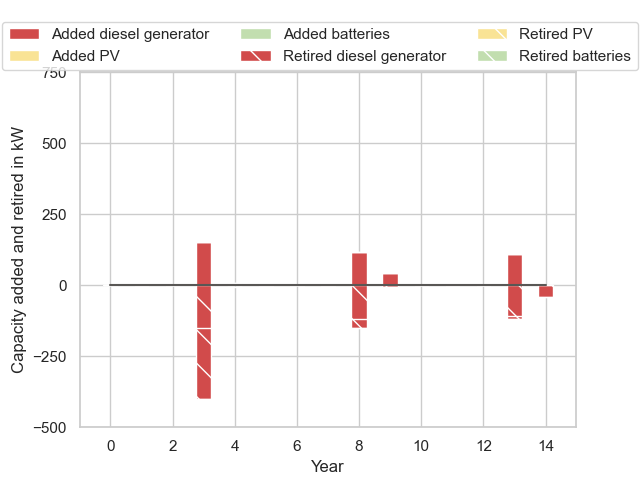 Added diesel generator
Added PV
Added batteries
Retired diesel generator
Retired PV
Retired batteries
750
500
250
0
−250
−500
Capacity added and retired in kW
0 2 4 6 8 10 12 14
Year